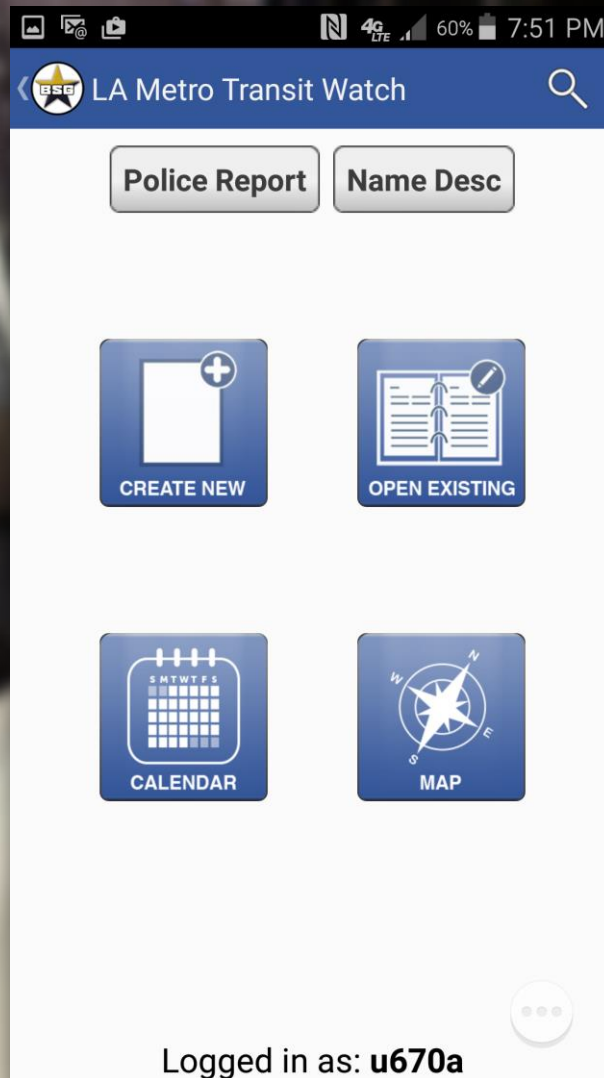 4G LTE 60% 7:51 PM
BSG LA Metro Transit Watch
Police Report Name Desc
CREATE NEW OPEN EXISTING
S M T W T F S
N
W
E
S
CALENDAR MAP
Logged in as: u670a